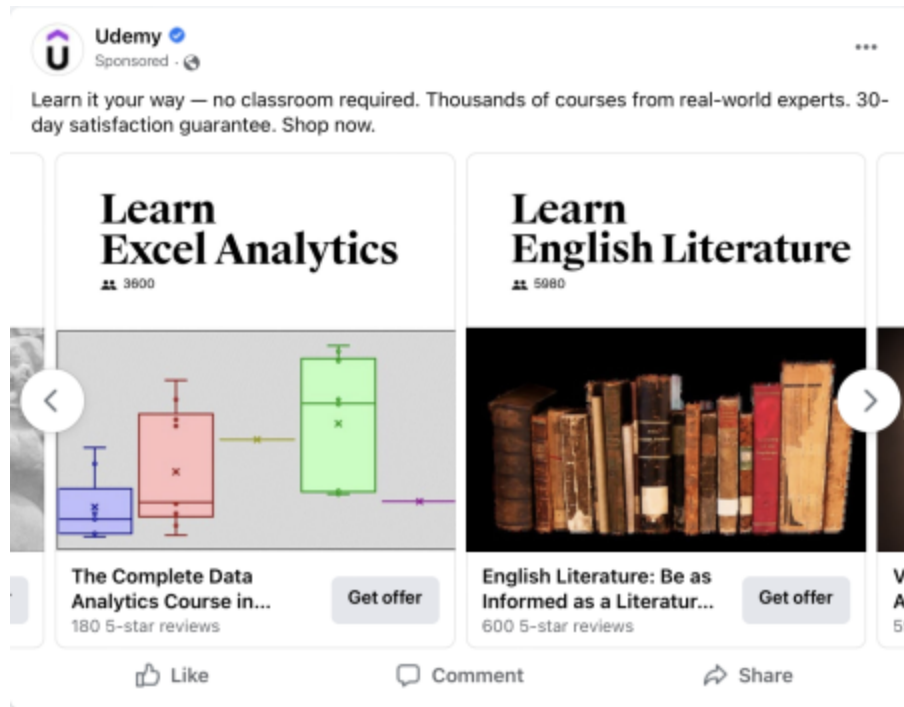 Udemy
Sponsored ·
Learn it your way — no classroom required. Thousands of courses from real-world experts. 30-
day satisfaction guarantee. Shop now.
Learn
Excel Analytics
3600
The Complete Data
Analytics Course in...
180 5-star reviews
Get offer
Learn
English Literature
5980
English Literature: Be as
Informed as a Literatur...
600 5-star reviews
Get offer
Like
Comment
Share